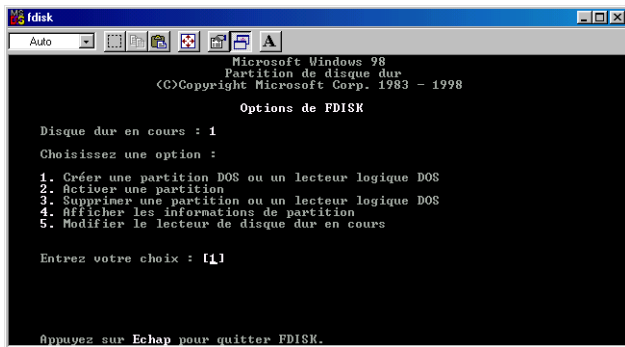 fdisk
Auto
A
Microsoft Windows 98
Partition de disque dur
(C)Copyright Microsoft Corp. 1983 - 1998
Options de FDISK
Disque dur en cours : 1
Choisissez une option :
1. Créer une partition DOS ou un lecteur logique DOS
2. Activer une partition
3. Supprimer une partition ou un lecteur logique DOS
4. Afficher les informations de partition
5. Modifier le lecteur de disque dur en cours
Entrez votre choix : [1]
Appuyez sur Echap pour quitter FDISK.